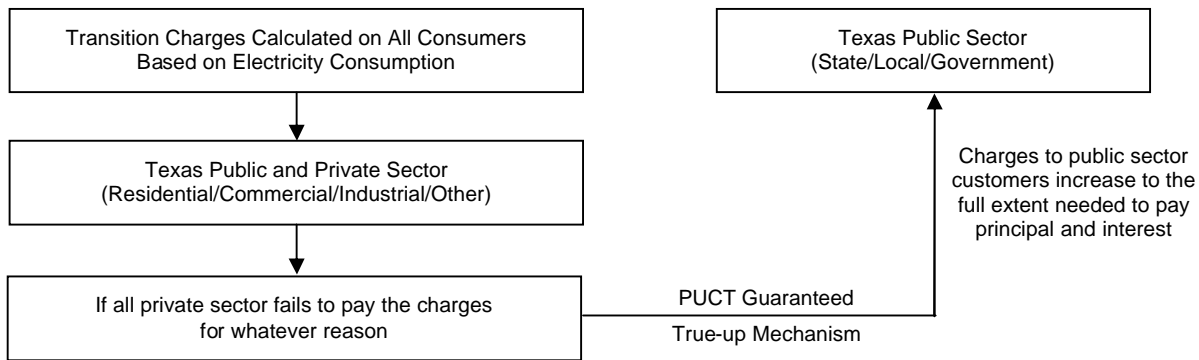 Transition Charges Calculated on All Consumers
Based on Electricity Consumption
Texas Public Sector
(State/Local/Government)
Texas Public and Private Sector
(Residential/Commercial/Industrial/Other)
Charges to public sector
customers increase to the
full extent needed to pay
principal and interest
If all private sector fails to pay the charges
for whatever reason
PUCT Guaranteed
True-up Mechanism